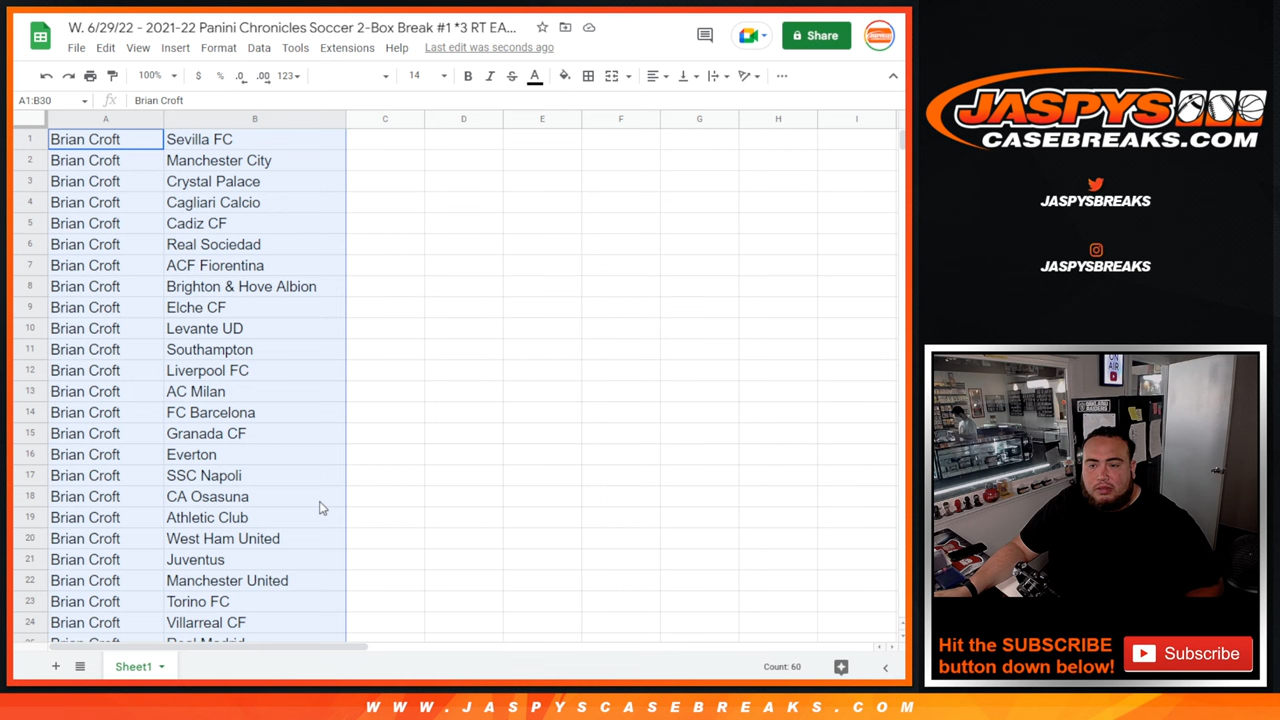 W. 6/29/22 - 2021-22 Panini Chronicles Soccer 2-Box Break #1 *3 RT EA...
File Edit View Insert Format Data Tools Extensions Help Last edit was seconds ago
Share
100% $ % .0 .00 123 14 B I S A
A1:B30 fx Brian Croft
A B C D E F G H I
1 Brian Croft Sevilla FC
2 Brian Croft Manchester City
3 Brian Croft Crystal Palace
4 Brian Croft Cagliari Calcio
5 Brian Croft Cadiz CF
6 Brian Croft Real Sociedad
7 Brian Croft ACF Fiorentina
8 Brian Croft Brighton & Hove Albion
9 Brian Croft Elche CF
10 Brian Croft Levante UD
11 Brian Croft Southampton
12 Brian Croft Liverpool FC
13 Brian Croft AC Milan
14 Brian Croft FC Barcelona
15 Brian Croft Granada CF
16 Brian Croft Everton
17 Brian Croft SSC Napoli
18 Brian Croft CA Osasuna
19 Brian Croft Athletic Club
20 Brian Croft West Ham United
21 Brian Croft Juventus
22 Brian Croft Manchester United
23 Brian Croft Torino FC
24 Brian Croft Villarreal CF
25 Brian Croft Real Madrid
Sheet1 Count: 60
JASPYS
CASEBREAKS.COM
JASPYSBREAKS
JASPYSBREAKS
ON
AIR
Hit the SUBSCRIBE
button down below!
Subscribe
WWW.JASPYSCASEBREAKS.COM